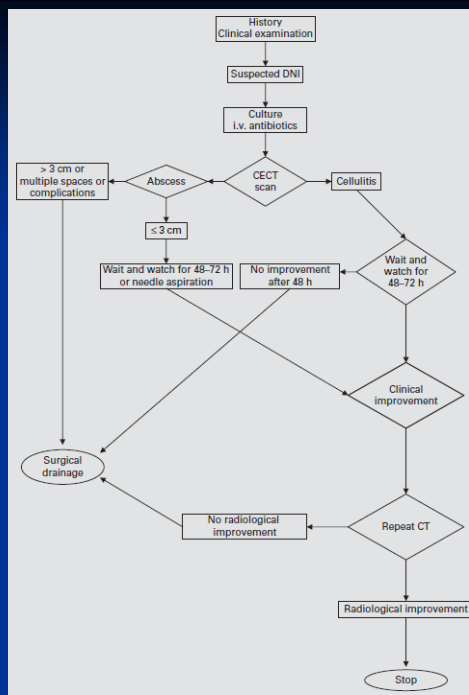 History
Clinical examination
Suspected DNI
Culture
i.v. antibiotics
CECT
scan
Abscess
> 3 cm or
multiple spaces or
complications
Cellulitis
≤ 3 cm
Wait and watch for 48–72 h
or needle aspiration
No improvement
after 48 h
Wait and
watch for
48–72 h
Clinical
improvement
Surgical
drainage
No radiological
improvement
Repeat CT
Radiological improvement
Stop